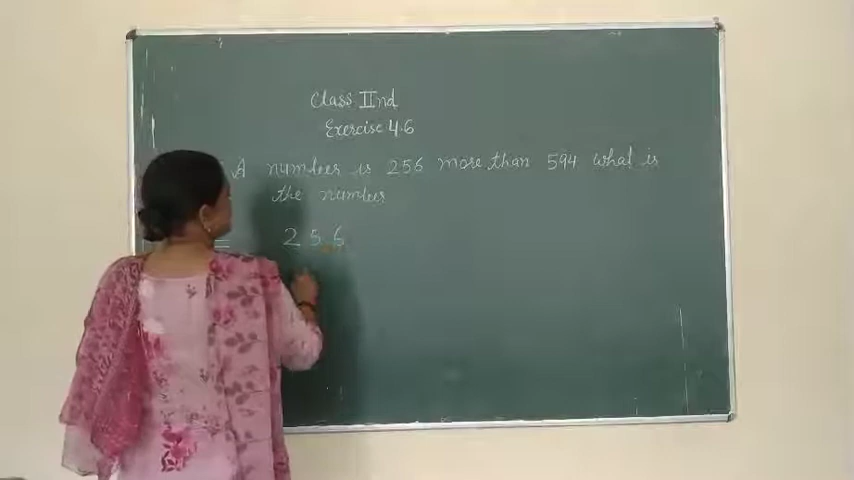 Class IInd
Exercise 4.6
A number is 256 more than 594 what is
the number
= 256